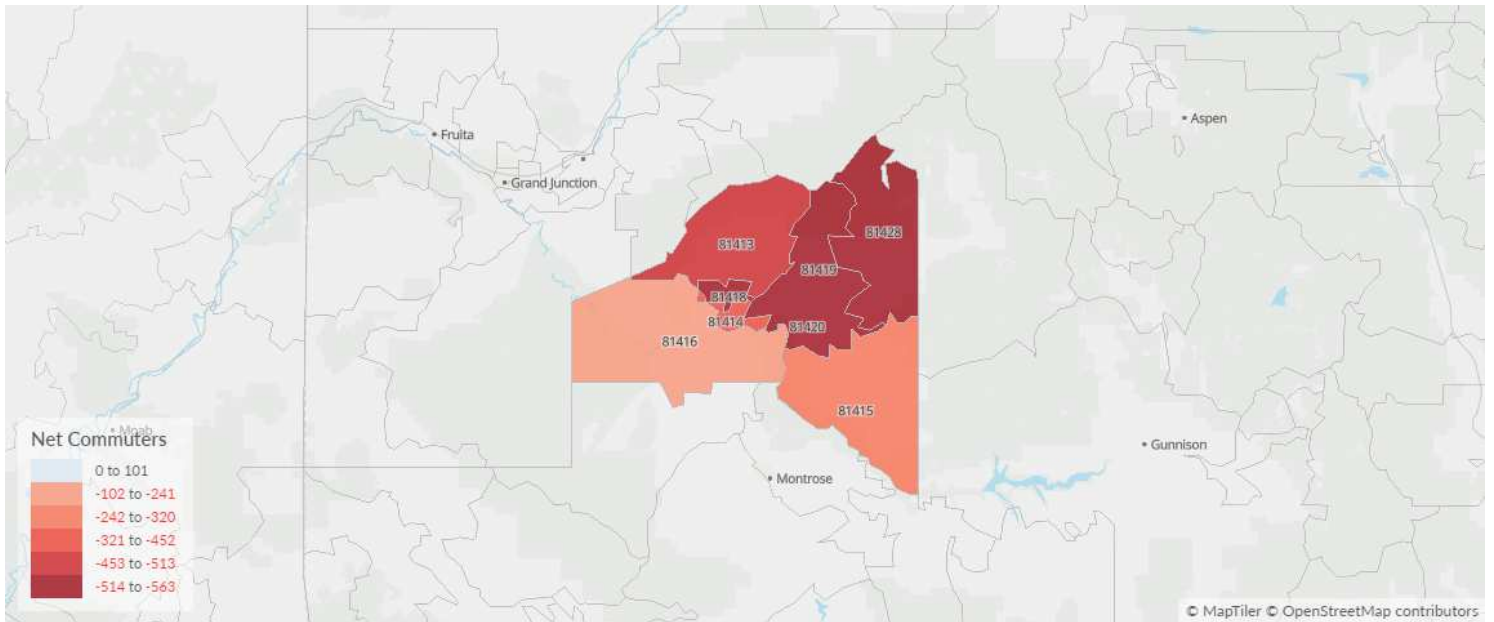 Aspen
Fruita
Grand Junction
81413
81428
81419
81418
81414
81420
81416
81415
Moab
Gunnison
Montrose
Net Commuters
0 to 101
-102 to -241
-242 to -320
-321 to -452
-453 to -513
-514 to -563
© MapTiler © OpenStreetMap contributors